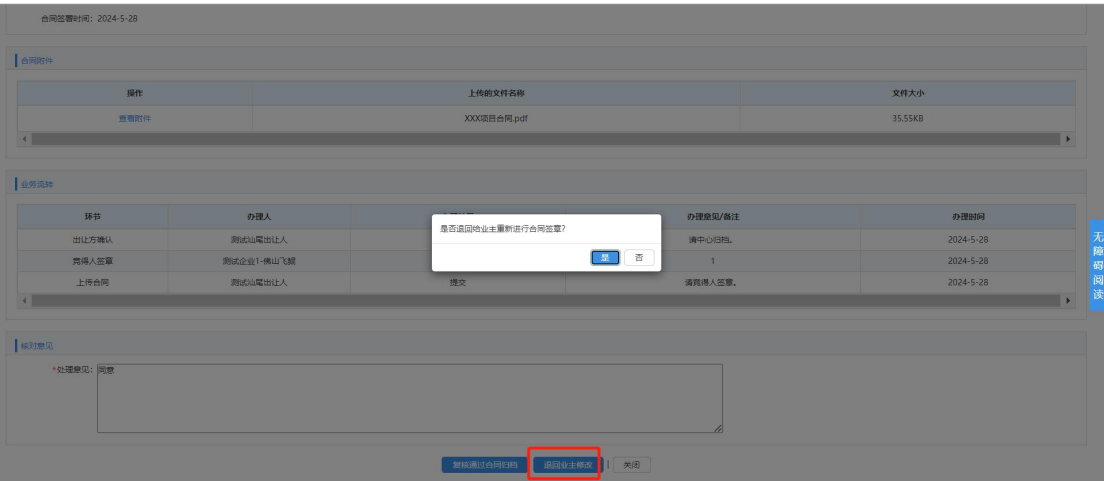 合同签署时间：2024-5-28
合同附件
操作 上传的文件名称 文件大小
查看附件 XXX项目合同.pdf 35.55KB
业务流转
环节 办理人 办理意见/备注 办理时间
是否退回给业主重新进行合同签章？
出让方确认 测试汕尾出让人 请中心归档。 2024-5-28
是 否
竞得人签章 测试企业1-佛山飞鳀 1 2024-5-28
上传合同 测试汕尾出让人 提交 请竞得人签章。 2024-5-28
无障碍阅读
核对意见
*处理意见：同意
复核通过合同归档 退回业主修改 | 关闭